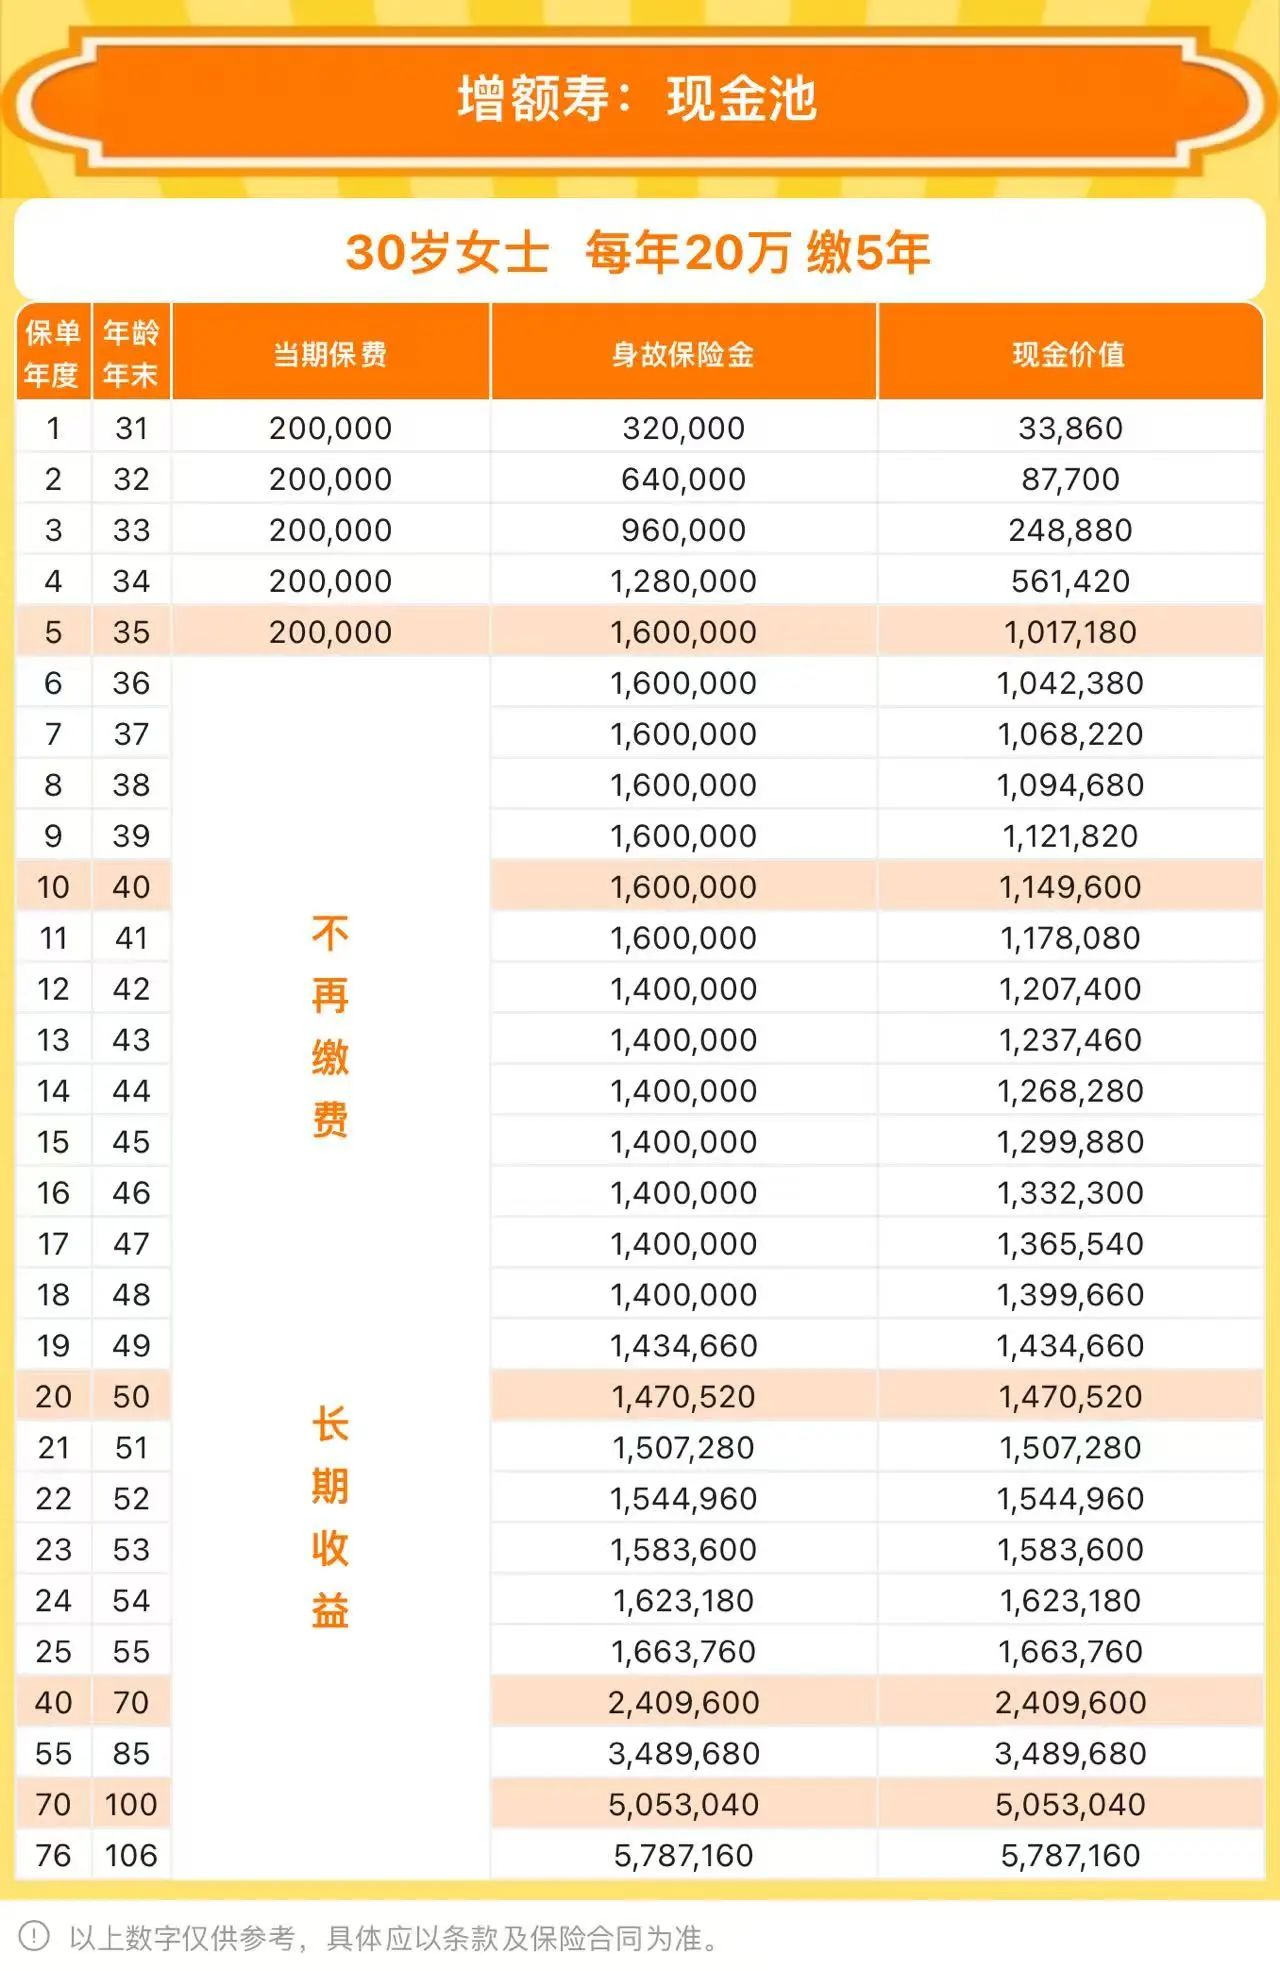 增额寿：现金池
30岁女士 每年20万 缴5年
保单年度 年龄年末 当期保费 身故保险金 现金价值
1 31 200,000 320,000 33,860
2 32 200,000 640,000 87,700
3 33 200,000 960,000 248,880
4 34 200,000 1,280,000 561,420
5 35 200,000 1,600,000 1,017,180
6 36 1,600,000 1,042,380
7 37 1,600,000 1,068,220
8 38 1,600,000 1,094,680
9 39 1,600,000 1,121,820
10 40 1,600,000 1,149,600
11 41 1,600,000 1,178,080
12 42 1,400,000 1,207,400
13 43 1,400,000 1,237,460
14 44 1,400,000 1,268,280
15 45 1,400,000 1,299,880
16 46 1,400,000 1,332,300
17 47 1,400,000 1,365,540
18 48 1,400,000 1,399,660
19 49 1,434,660 1,434,660
20 50 1,470,520 1,470,520
21 51 1,507,280 1,507,280
22 52 1,544,960 1,544,960
23 53 1,583,600 1,583,600
24 54 1,623,180 1,623,180
25 55 1,663,760 1,663,760
40 70 2,409,600 2,409,600
55 85 3,489,680 3,489,680
70 100 5,053,040 5,053,040
76 106 5,787,160 5,787,160
不再缴费
长期收益
以上数字仅供参考，具体应以条款及保险合同为准。